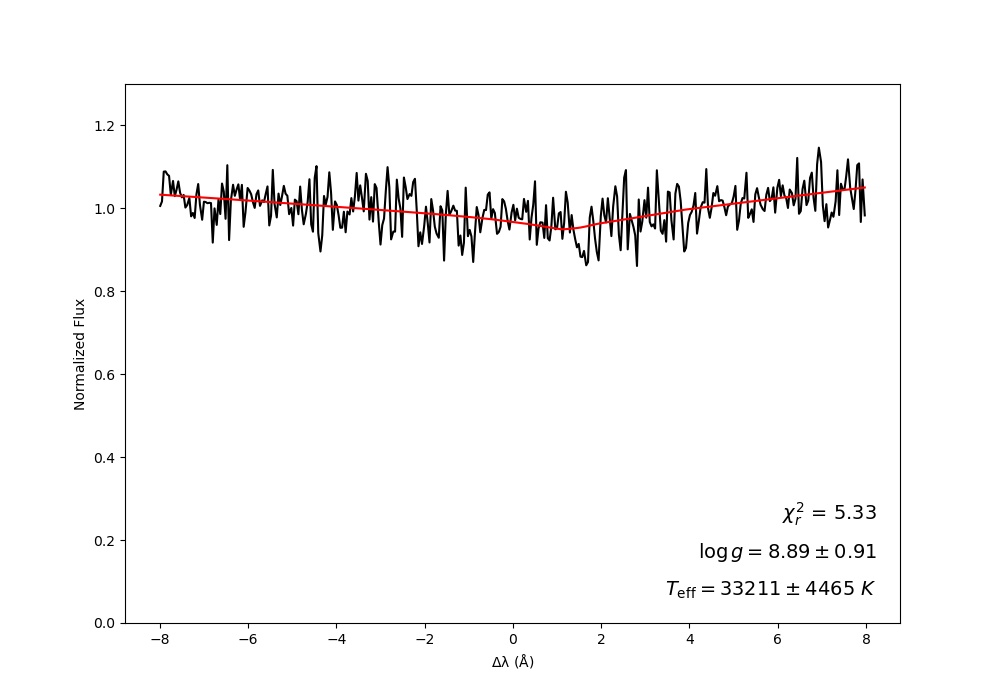 1.2
1.0
0.8
0.6
0.4
0.2
0.0
Normalized Flux
χ²ᵣ = 5.33
log g = 8.89 ± 0.91
T_eff = 33211 ± 4465 K
−8 −6 −4 −2 0 2 4 6 8
Δλ (Å)